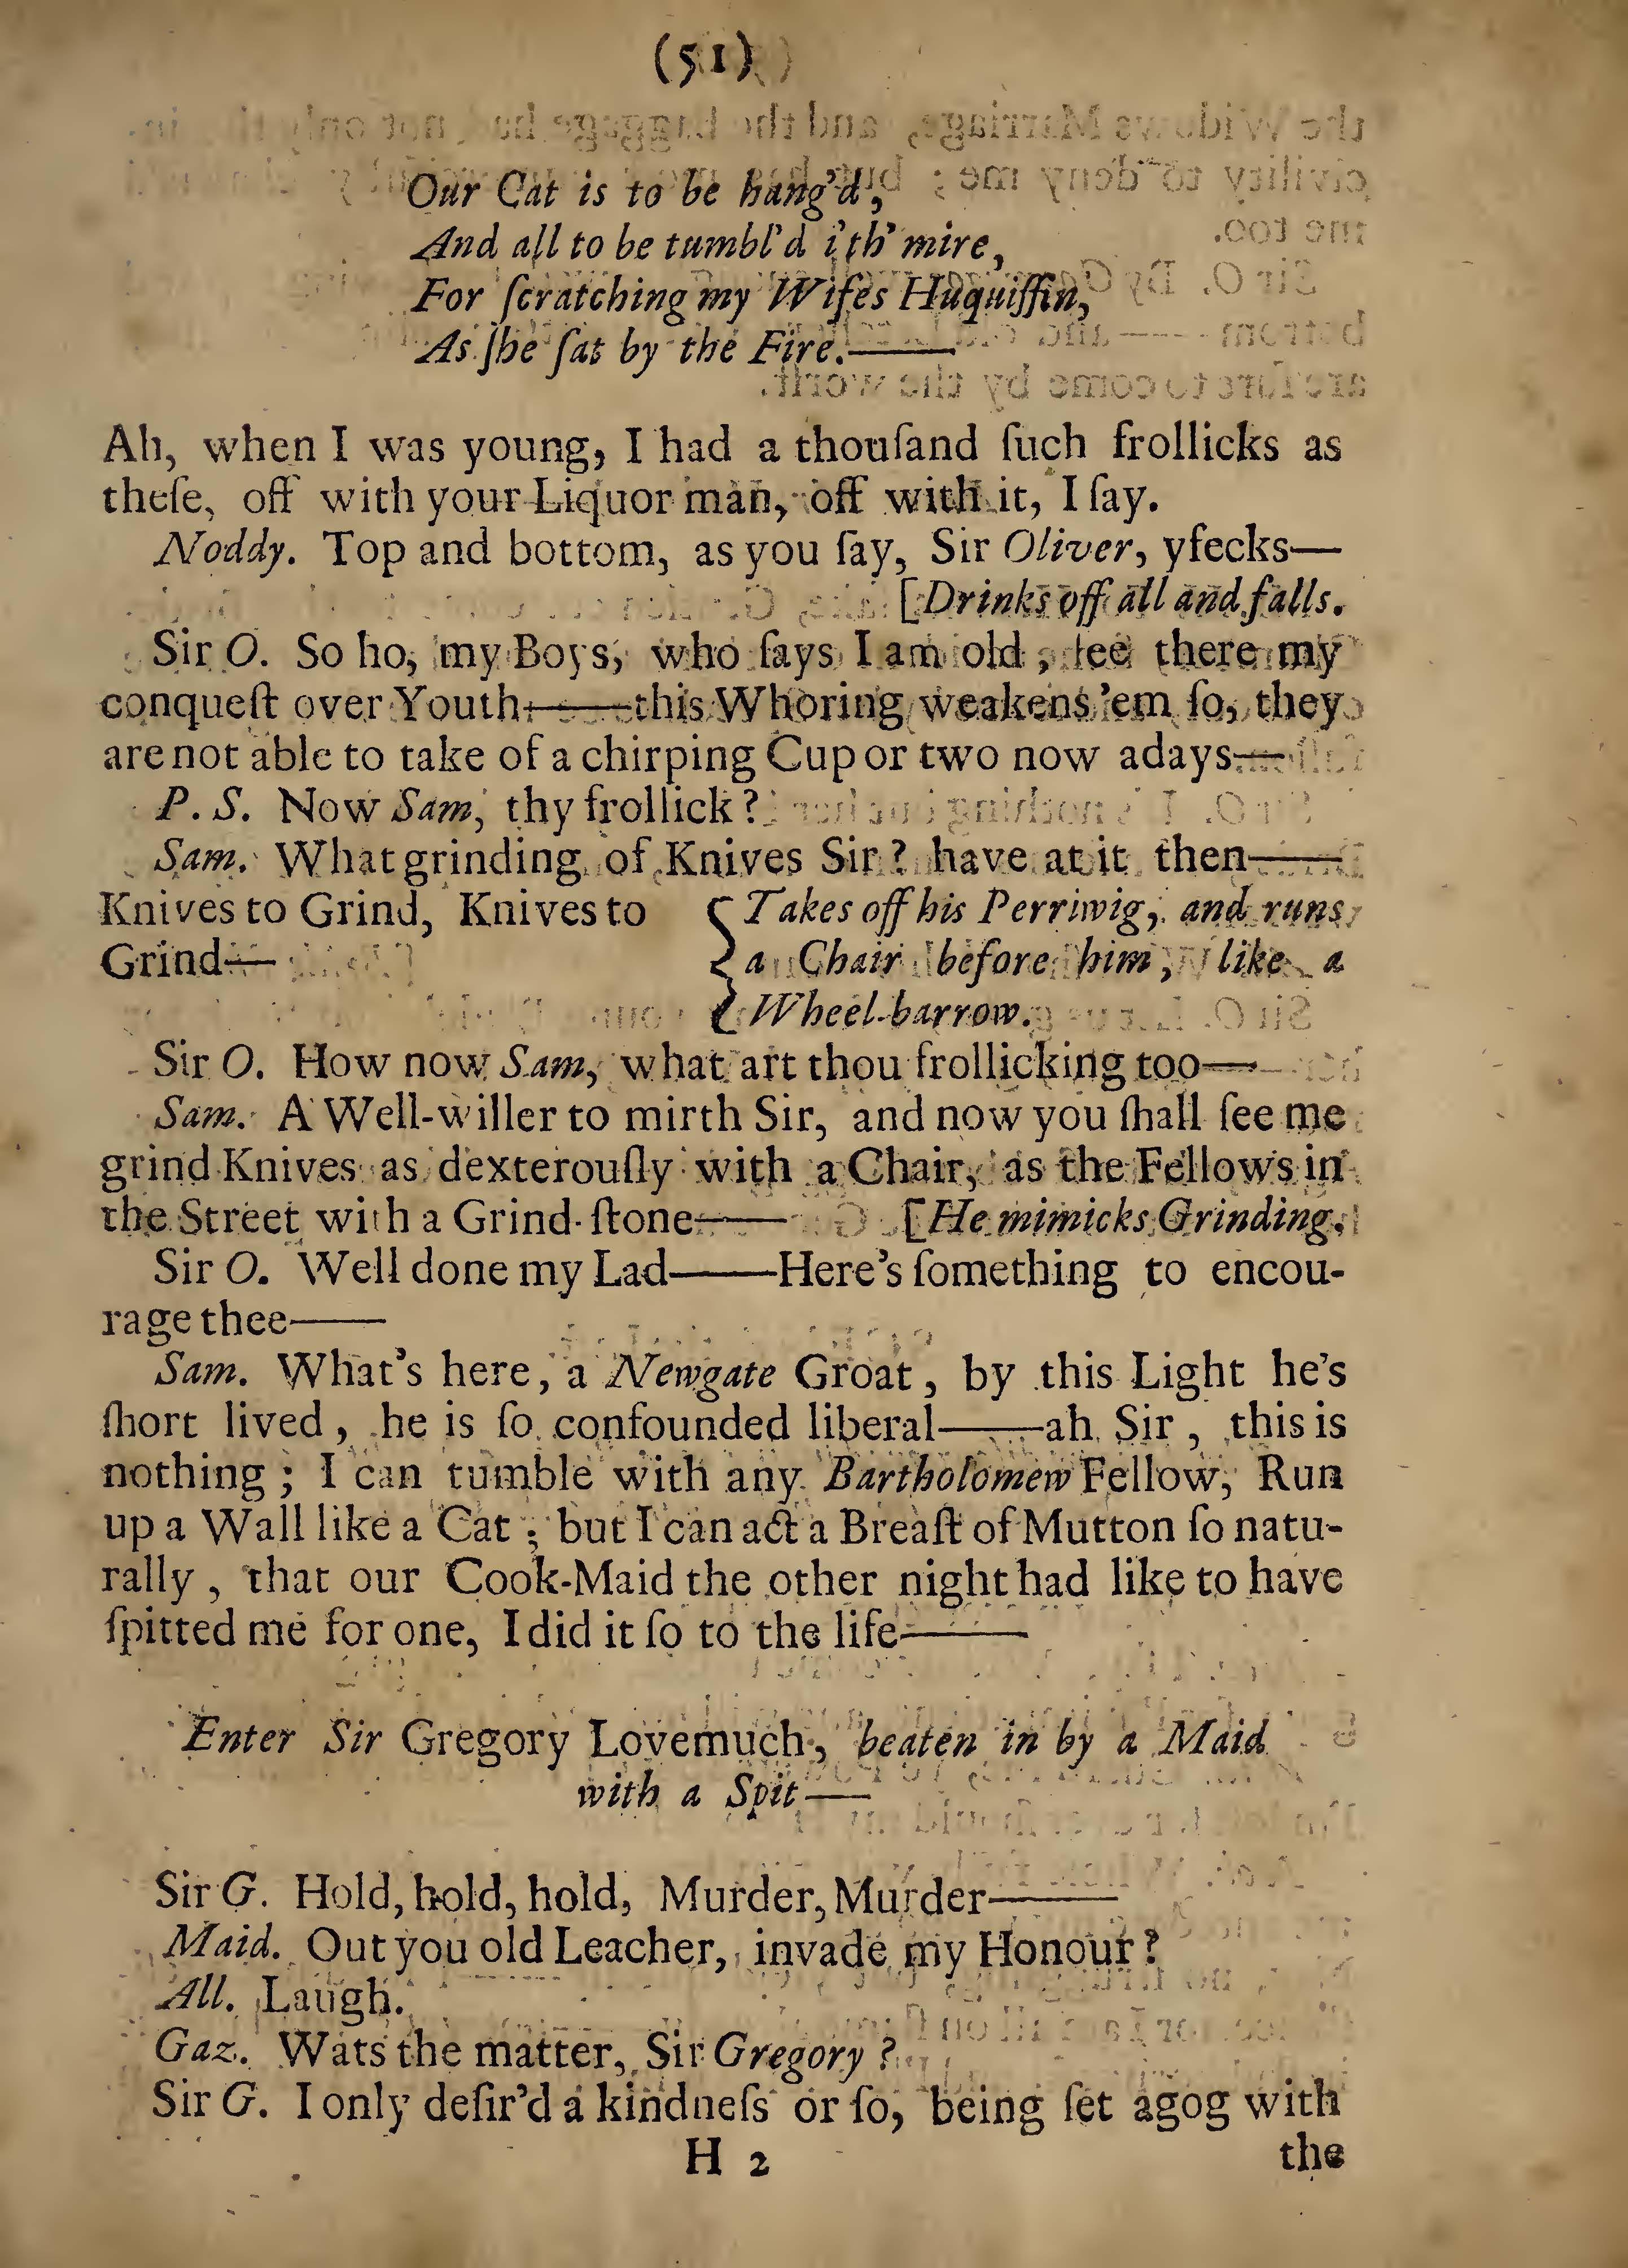 (51)
Our Cat is to be hang'd,
And all to be tumbl'd i'th' mire,
For ſcratching my Wifes Huquiſſin,
As ſhe ſat by the Fire.——
Ah, when I was young, I had a thouſand ſuch frollicks as
theſe, off with your Liquor man, off with it, I ſay.
Noddy. Top and bottom, as you ſay, Sir Oliver, yfecks—
[Drinks off all and falls.
Sir O. So ho, my Boys, who ſays I am old, ſee there my
conqueſt over Youth——this Whoring weakens 'em ſo, they
are not able to take of a chirping Cup or two now adays—
P. S. Now Sam, thy frollick?
Sam. What grinding of Knives Sir? have at it then——
Knives to Grind, Knives to { Takes off his Perriwig, and runs
Grind— a Chair before him, like a
Wheel-barrow.
Sir O. How now Sam, what art thou frollicking too—
Sam. A Well-willer to mirth Sir, and now you ſhall ſee me
grind Knives as dexterouſly with a Chair, as the Fellows in
the Street with a Grind-ſtone—— [He mimicks Grinding.
Sir O. Well done my Lad——Here's ſomething to encou-
rage thee——
Sam. What's here, a Newgate Groat, by this Light he's
ſhort lived, he is ſo confounded liberal——ah Sir, this is
nothing; I can tumble with any Bartholomew Fellow, Run
up a Wall like a Cat; but I can act a Breaſt of Mutton ſo natu-
rally, that our Cook-Maid the other night had like to have
ſpitted me for one, I did it ſo to the life——
Enter Sir Gregory Lovemuch, beaten in by a Maid
with a Spit—
Sir G. Hold, hold, hold, Murder, Murder——
Maid. Out you old Leacher, invade my Honour?
All. Laugh.
Gaz. Wats the matter, Sir Gregory?
Sir G. I only deſir'd a kindneſs or ſo, being ſet agog with
H 2 the